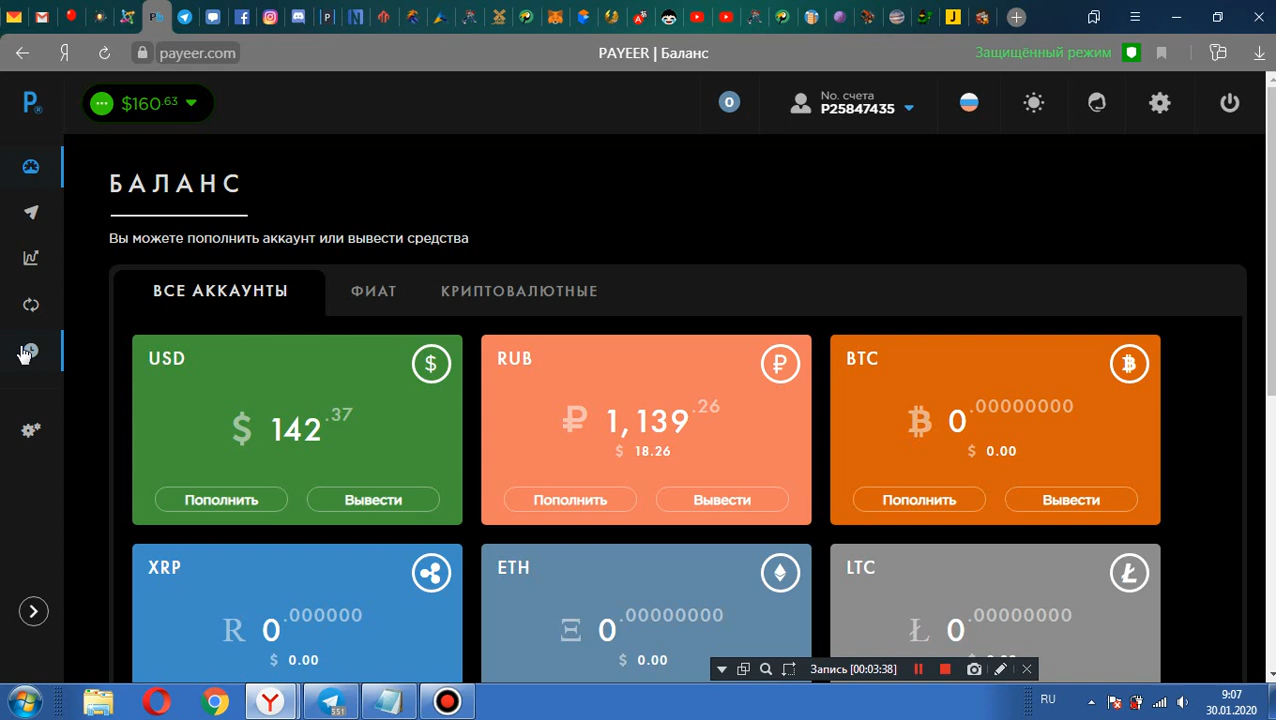 payeer.com
PAYEER | Баланс
Защищённый режим
P
$160.63
0
No. счета
P25847435
БАЛАНС
Вы можете пополнить аккаунт или вывести средства
ВСЕ АККАУНТЫ
ФИАТ
КРИПТОВАЛЮТНЫЕ
USD
$ 142.37
Пополнить
Вывести
RUB
₽ 1,139.26
$ 18.26
Пополнить
Вывести
BTC
₿ 0.00000000
$ 0.00
Пополнить
Вывести
XRP
R 0.000000
$ 0.00
ETH
Ξ 0.00000000
$ 0.00
LTC
Ł 0.00000000
$ 0.00
Запись [00:03:38]
551
RU
9:07
30.01.2020